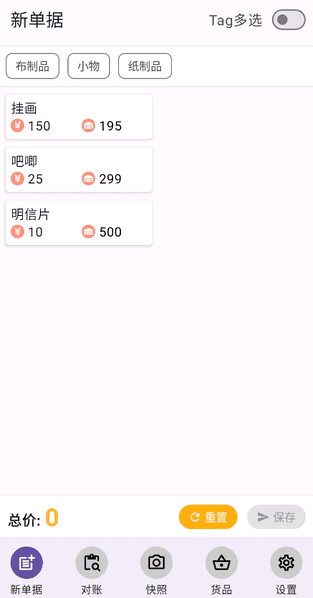 新单据 Tag多选
布制品 小物 纸制品
挂画
¥ 150 195
吧唧
¥ 25 299
明信片
¥ 10 500
总价: 0 重置 保存
新单据 对账 快照 货品 设置